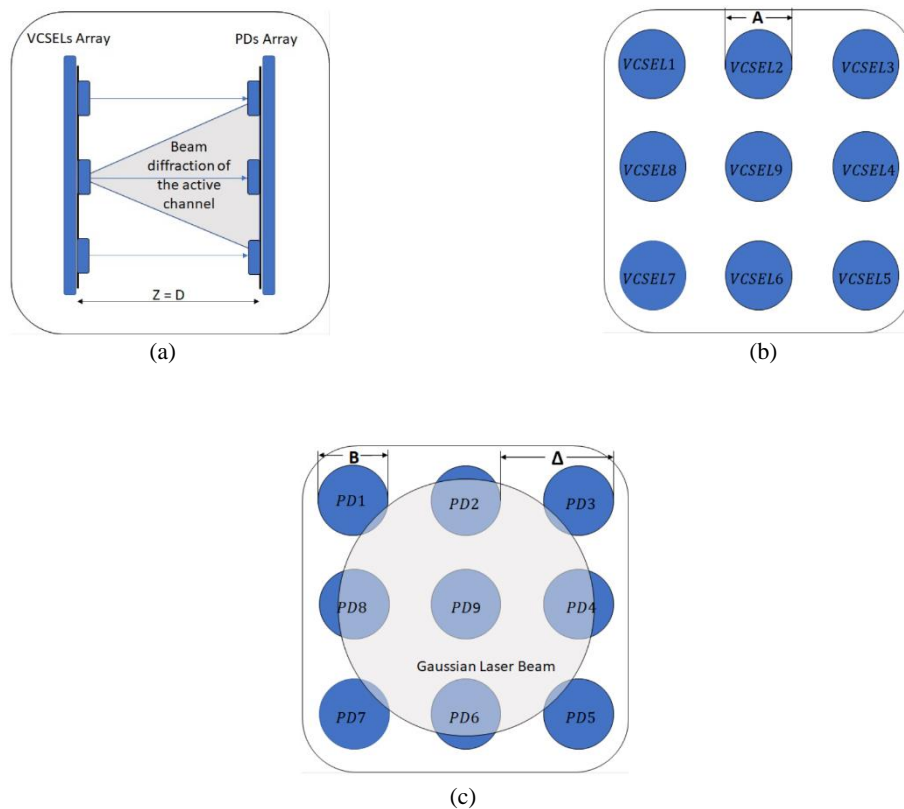 VCSELs Array PDs Array
Beam
diffraction of
the active
channel
Z = D
(a)
A
VCSEL1 VCSEL2 VCSEL3
VCSEL8 VCSEL9 VCSEL4
VCSEL7 VCSEL6 VCSEL5
(b)
B Δ
PD1 PD2 PD3
PD8 PD9 PD4
Gaussian Laser Beam
PD7 PD6 PD5
(c)